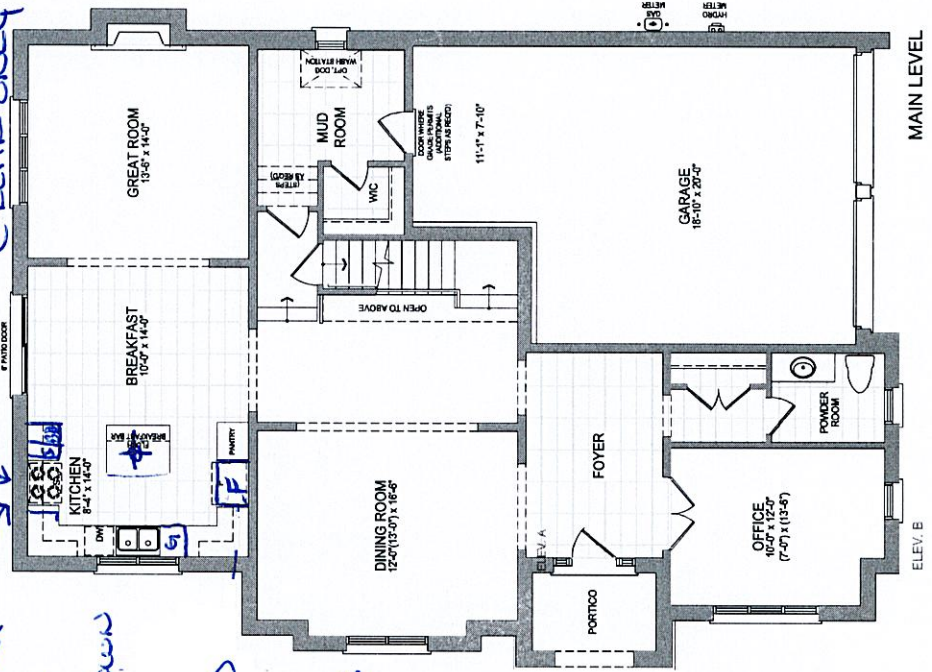 GAS
METER
HYDRO
METER
MAIN LEVEL
GREAT ROOM
13'-6" x 14'-0"
OPT. DOG
WASH STATION
MUD
ROOM
DOOR WHERE
GRADE PERMITS
(ADDITIONAL
STEPS AS REQ'D)
11'-1" x 7'-10"
(STEPS
AS REQ'D)
WIC
GARAGE
18'-10" x 20'-0"
8' PATIO DOOR
BREAKFAST
10'-0" x 14'-0"
OPEN TO ABOVE
BREAKFAST BAR
KITCHEN
8'-4" x 14'-0"
PANTRY
F
DW
DINING ROOM
12'-0"(13'-0") x 16'-6"
FOYER
POWDER
ROOM
ELEV. A
OFFICE
10'-0" x 12'-0"
(7'-0") x (13'-6")
PORTICO
ELEV. B